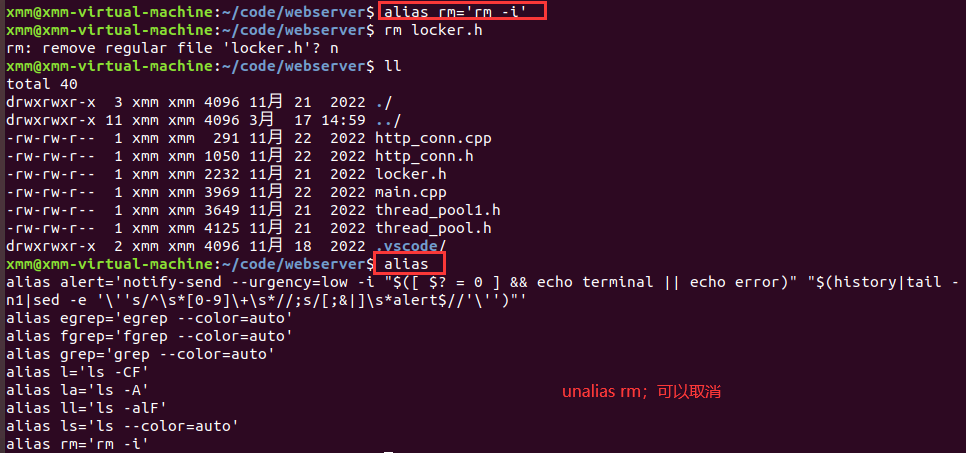 xmm@xmm-virtual-machine:~/code/webserver$ alias rm='rm -i'
xmm@xmm-virtual-machine:~/code/webserver$ rm locker.h
rm: remove regular file 'locker.h'? n
xmm@xmm-virtual-machine:~/code/webserver$ ll
total 40
drwxrwxr-x  3 xmm xmm 4096 11月 21  2022 ./
drwxrwxr-x 11 xmm xmm 4096 3月  17 14:59 ../
-rw-rw-r--  1 xmm xmm  291 11月 22  2022 http_conn.cpp
-rw-rw-r--  1 xmm xmm 1050 11月 22  2022 http_conn.h
-rw-rw-r--  1 xmm xmm 2232 11月 21  2022 locker.h
-rw-rw-r--  1 xmm xmm 3969 11月 22  2022 main.cpp
-rw-rw-r--  1 xmm xmm 3649 11月 21  2022 thread_pool1.h
-rw-rw-r--  1 xmm xmm 4125 11月 21  2022 thread_pool.h
drwxrwxr-x  2 xmm xmm 4096 11月 18  2022 .vscode/
xmm@xmm-virtual-machine:~/code/webserver$ alias
alias alert='notify-send --urgency=low -i "$([ $? = 0 ] && echo terminal || echo error)" "$(history|tail -
n1|sed -e '\''s/^\s*[0-9]\+\s*//;s/[;&|]\s*alert$//'\'')"'
alias egrep='egrep --color=auto'
alias fgrep='fgrep --color=auto'
alias grep='grep --color=auto'
alias l='ls -CF'
alias la='ls -A'
unalias rm；可以取消
alias ll='ls -alF'
alias ls='ls --color=auto'
alias rm='rm -i'